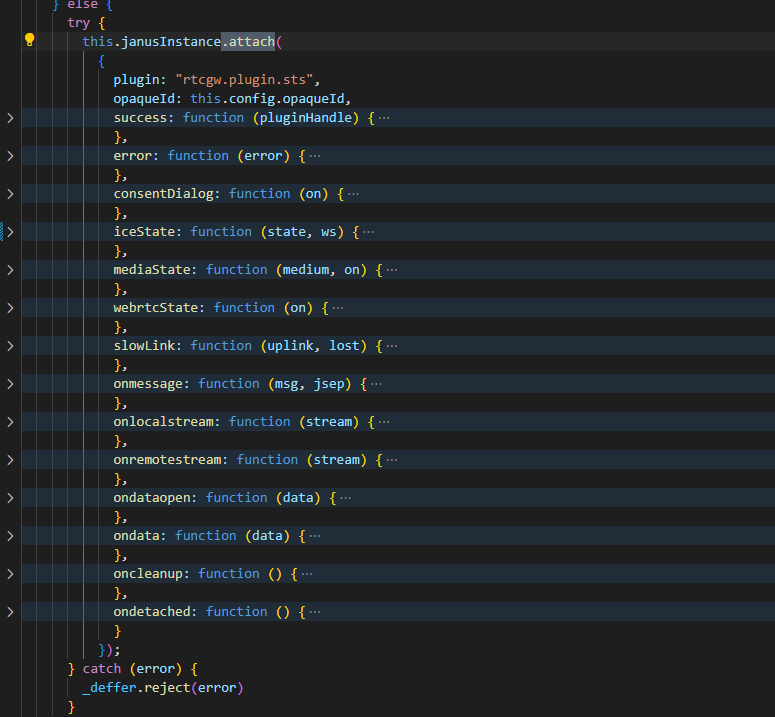 } else {
try {
this.janusInstance.attach(
{
plugin: "rtcgw.plugin.sts",
opaqueId: this.config.opaqueId,
success: function (pluginHandle) {···
},
error: function (error) {···
},
consentDialog: function (on) {···
},
iceState: function (state, ws) {···
},
mediaState: function (medium, on) {···
},
webrtcState: function (on) {···
},
slowLink: function (uplink, lost) {···
},
onmessage: function (msg, jsep) {···
},
onlocalstream: function (stream) {···
},
onremotestream: function (stream) {···
},
ondataopen: function (data) {···
},
ondata: function (data) {···
},
oncleanup: function () {···
},
ondetached: function () {···
}
});
} catch (error) {
_deffer.reject(error)
}